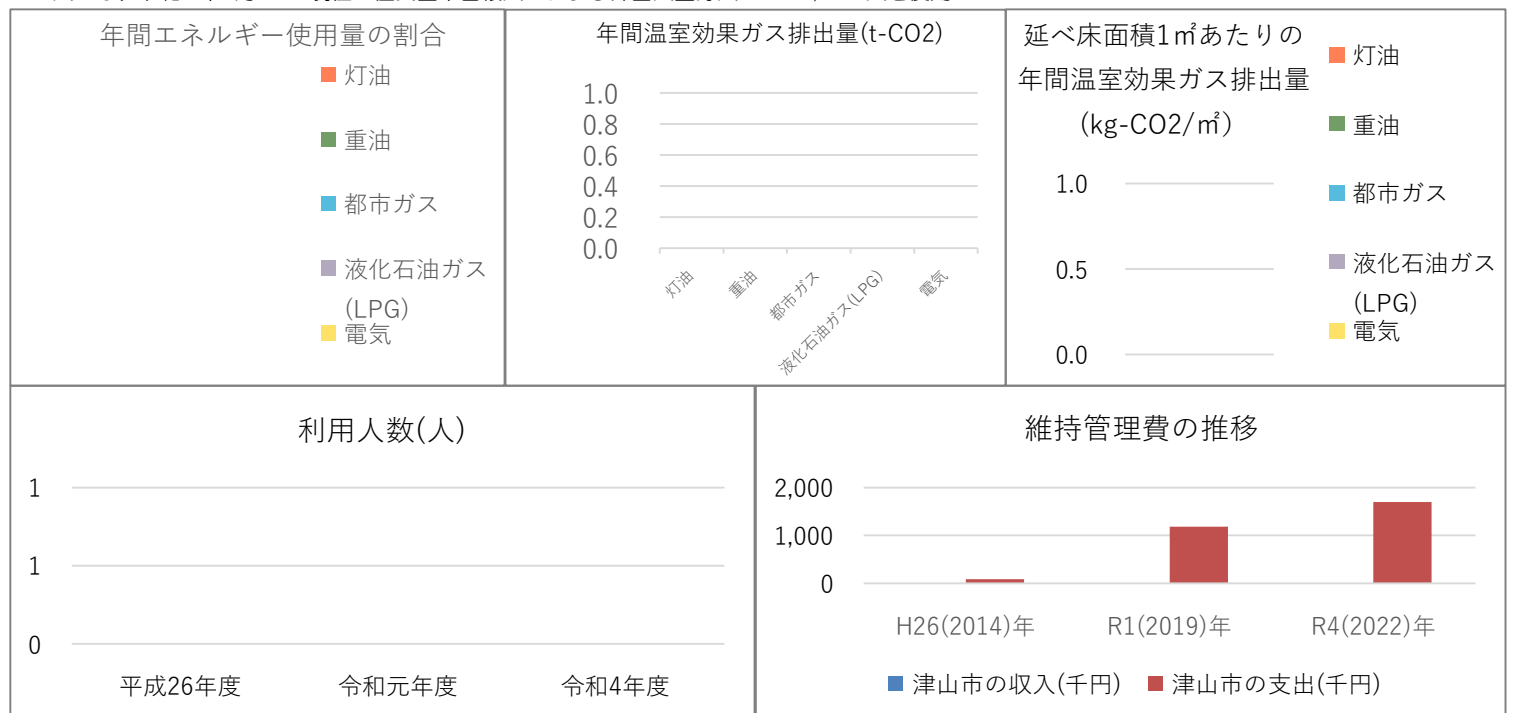 年間エネルギー使用量の割合
灯油
重油
都市ガス
液化石油ガス
(LPG)
電気
年間温室効果ガス排出量(t-CO2)
1.0
0.8
0.6
0.4
0.2
0.0
灯油
重油
都市ガス
液化石油ガス(LPG)
電気
延べ床面積1㎡あたりの
年間温室効果ガス排出量
(kg-CO2/㎡)
1.0
0.5
0.0
灯油
重油
都市ガス
液化石油ガス
(LPG)
電気
利用人数(人)
1
1
0
平成26年度 令和元年度 令和4年度
維持管理費の推移
2,000
1,000
0
H26(2014)年 R1(2019)年 R4(2022)年
津山市の収入(千円) 津山市の支出(千円)